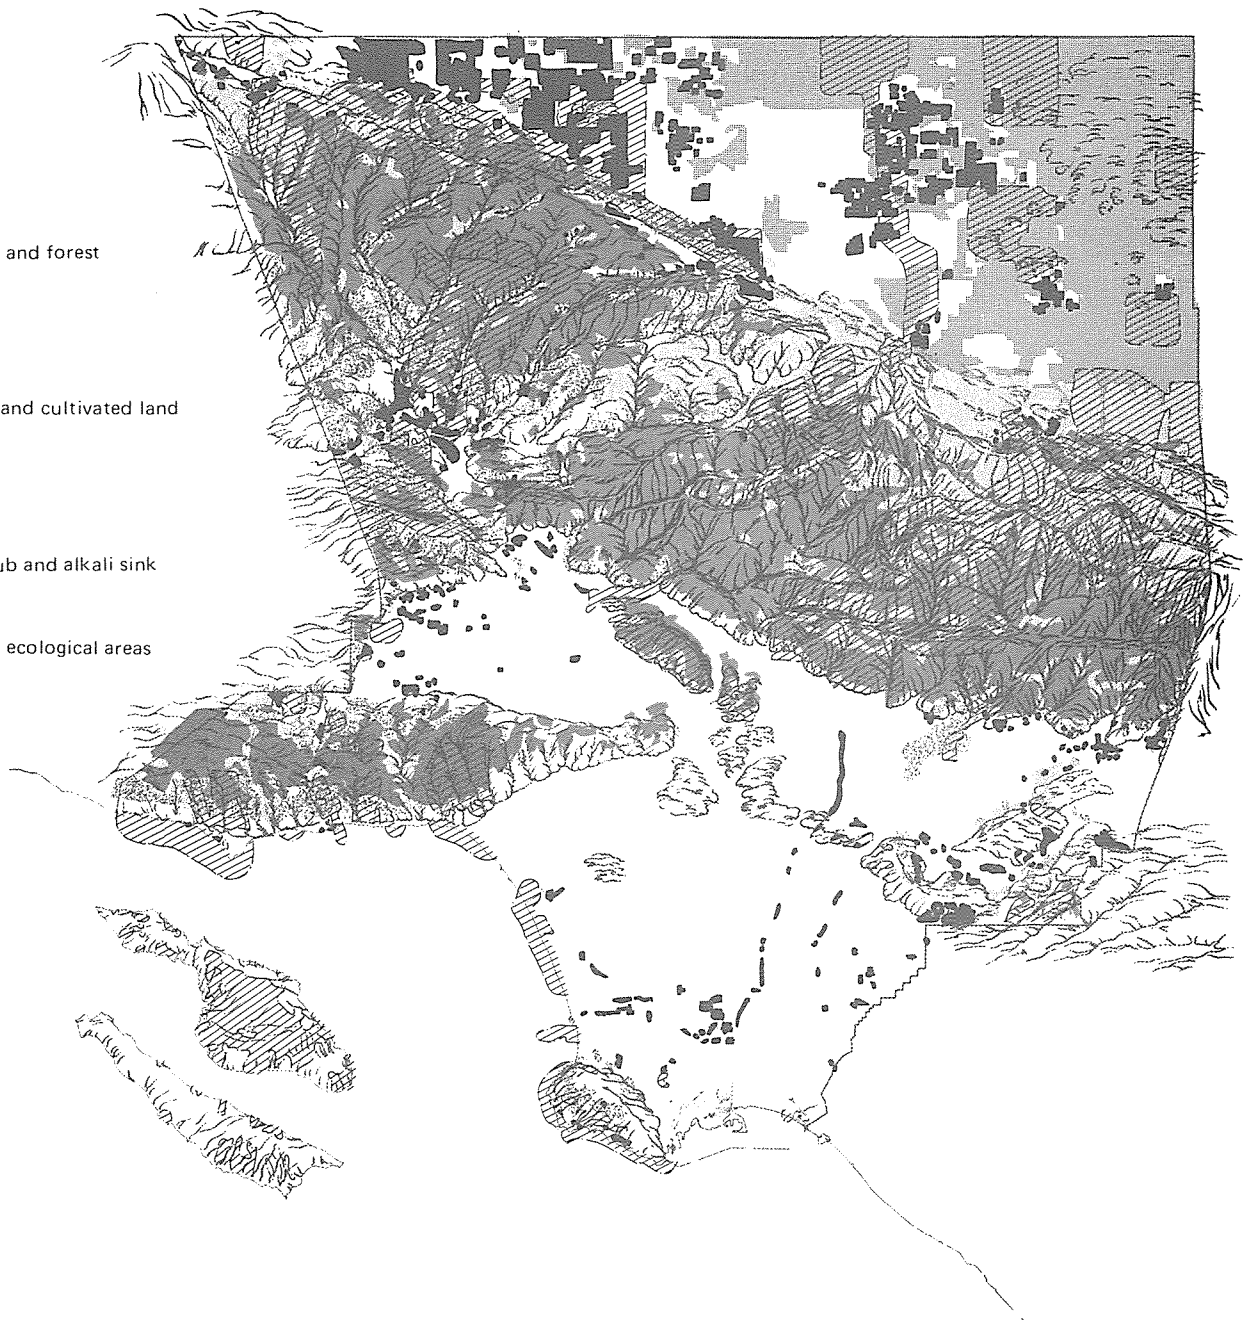 and forest
and cultivated land
ub and alkali sink
ecological areas